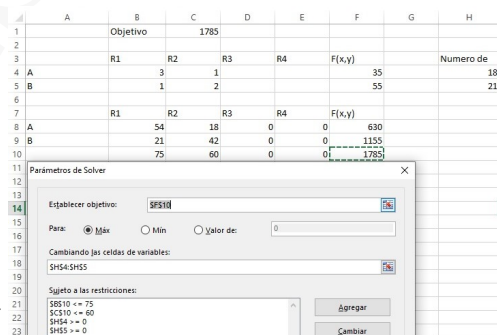 A B C D E F G H
1 Objetivo 1785
2
3 R1 R2 R3 R4 F(x,y) Numero de
4 A 3 1 35 18
5 B 1 2 55 21
6
7 R1 R2 R3 R4 F(x,y)
8 A 54 18 0 0 630
9 B 21 42 0 0 1155
10 75 60 0 0 1785
11 Parámetros de Solver
12
13
14 Establecer objetivo: $F$10
15
16 Para: Máx Mín Valor de: 0
17 Cambiando las celdas de variables:
18 $H$4:$H$5
19
20 Sujeto a las restricciones:
21 $B$10 <= 75 Agregar
22 $C$10 <= 60
23 $H$4 >= 0
$H$5 >= 0 Cambiar